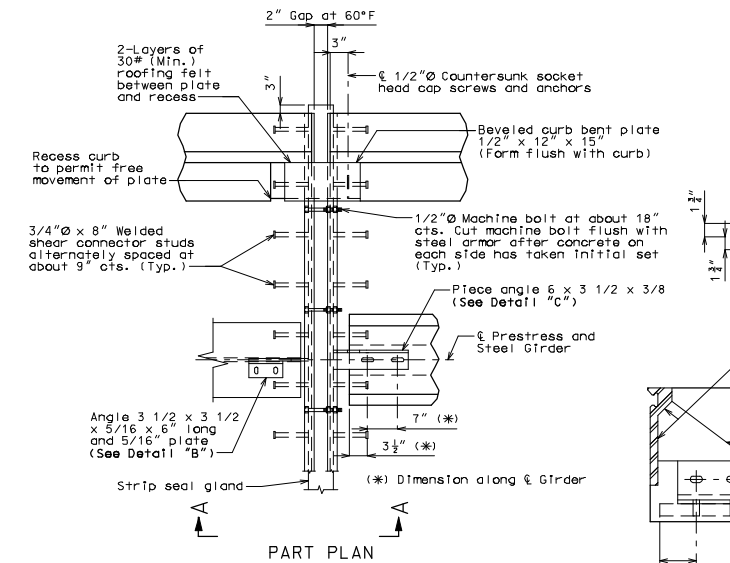 2" Gap at 60°F
2-Layers of
30# (Min.)
roofing felt
between plate
and recess
3"
3"
℄ 1/2"Ø Countersunk socket
head cap screws and anchors
Beveled curb bent plate
1/2" x 12" x 15"
(Form flush with curb)
Recess curb
to permit free
movement of plate
3/4"Ø x 8" Welded
shear connector studs
alternately spaced at
about 9" cts. (Typ.)
1/2"Ø Machine bolt at about 18"
cts. Cut machine bolt flush with
steel armor after concrete on
each side has taken initial set
(Typ.)
1 3/4"
1 3/4"
Piece angle 6 x 3 1/2 x 3/8
(See Detail "C")
℄ Prestress and
Steel Girder
Angle 3 1/2 x 3 1/2
x 5/16 x 6" long
and 5/16" plate
(See Detail "B")
7" (*)
3½" (*)
Strip seal gland
(*) Dimension along ℄ Girder
A
A
PART PLAN